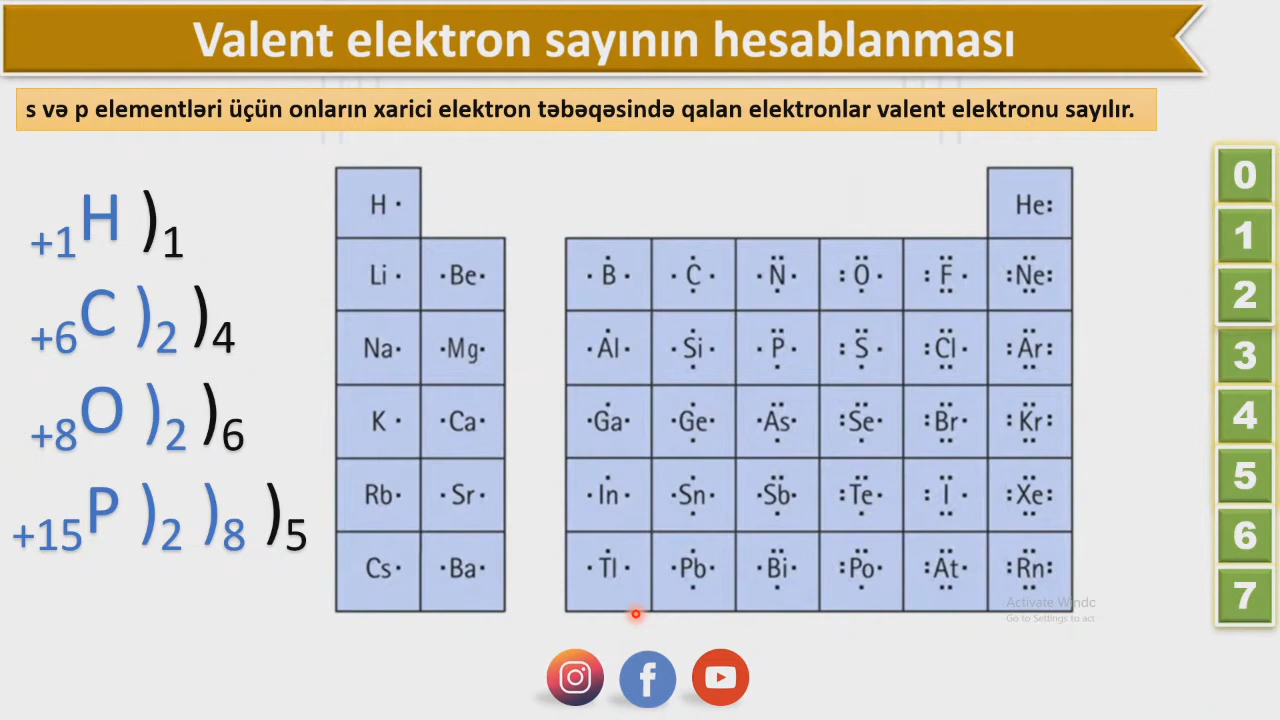 Valent elektron sayının hesablanması
s və p elementləri üçün onların xarici elektron təbəqəsində qalan elektronlar valent elektronu sayılır.
+1H )1
+6C )2 )4
+8O )2 )6
+15P )2 )8 )5
H He
Li Be B C N O F Ne
Na Mg Al Si P S Cl Ar
K Ca Ga Ge As Se Br Kr
Rb Sr In Sn Sb Te I Xe
Cs Ba Tl Pb Bi Po At Rn
0
1
2
3
4
5
6
7
Activate Windo
Go to Settings to act